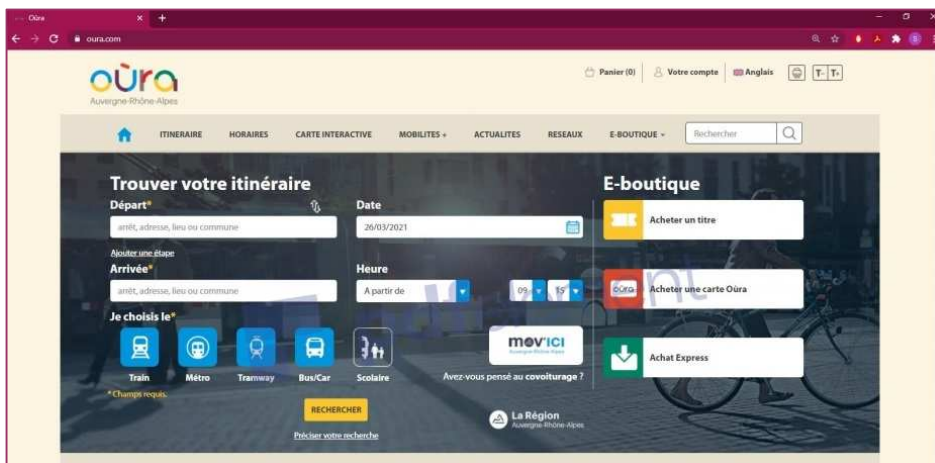 Oùra
oura.com
oùra
Auvergne-Rhône-Alpes
Panier (0)
Votre compte
Anglais
T- T+
ITINERAIRE HORAIRES CARTE INTERACTIVE MOBILITES ACTUALITES RESEAUX E-BOUTIQUE
Rechercher
Trouver votre itinéraire
Départ*
arrêt, adresse, lieu ou commune
Ajouter une étape
Arrivée*
arrêt, adresse, lieu ou commune
Date
26/03/2021
Heure
A partir de
09 15
Je choisis le*
Train Métro Tramway Bus/Car Scolaire
* Champs requis.
RECHERCHER
Préciser votre recherche
mov'ici
Auvergne-Rhône-Alpes
Avez-vous pensé au covoiturage ?
La Région
Auvergne-Rhône-Alpes
E-boutique
Acheter un titre
oùra
Acheter une carte Oùra
Achat Express